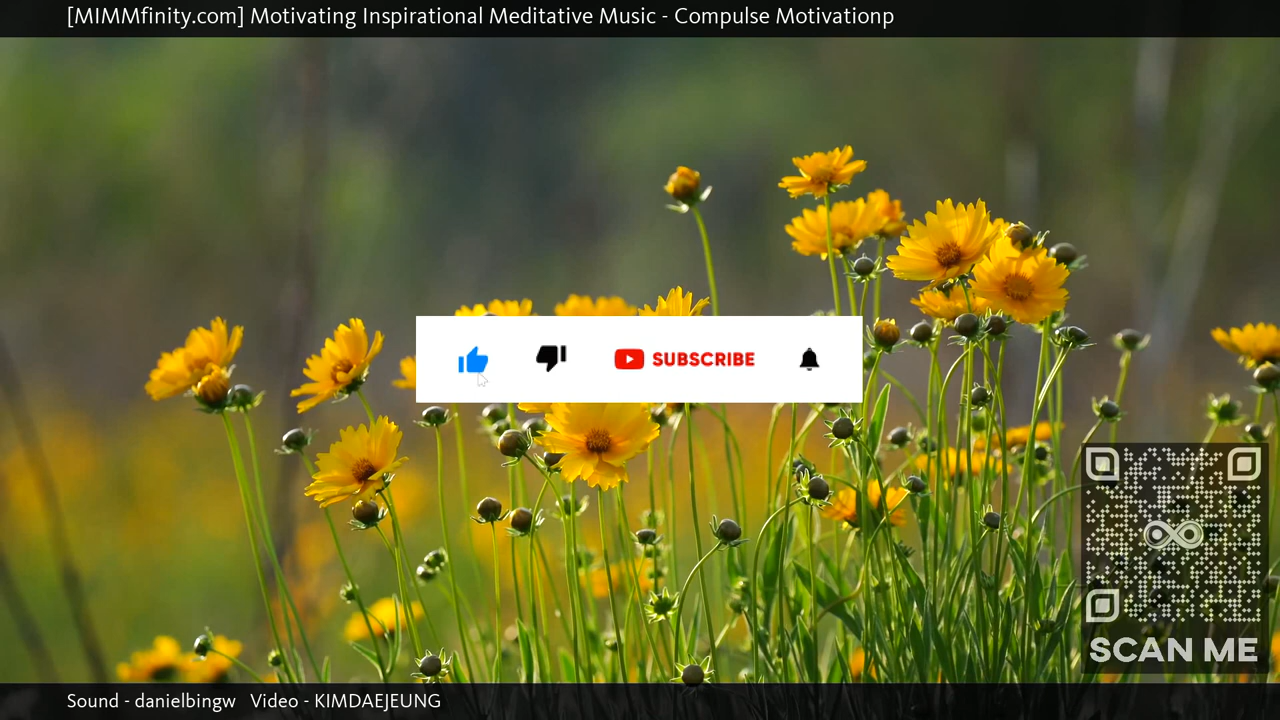 [MIMMfinity.com] Motivating Inspirational Meditative Music - Compulse Motivationp
SUBSCRIBE
SCAN ME
Sound - danielbingw   Video - KIMDAEJEUNG